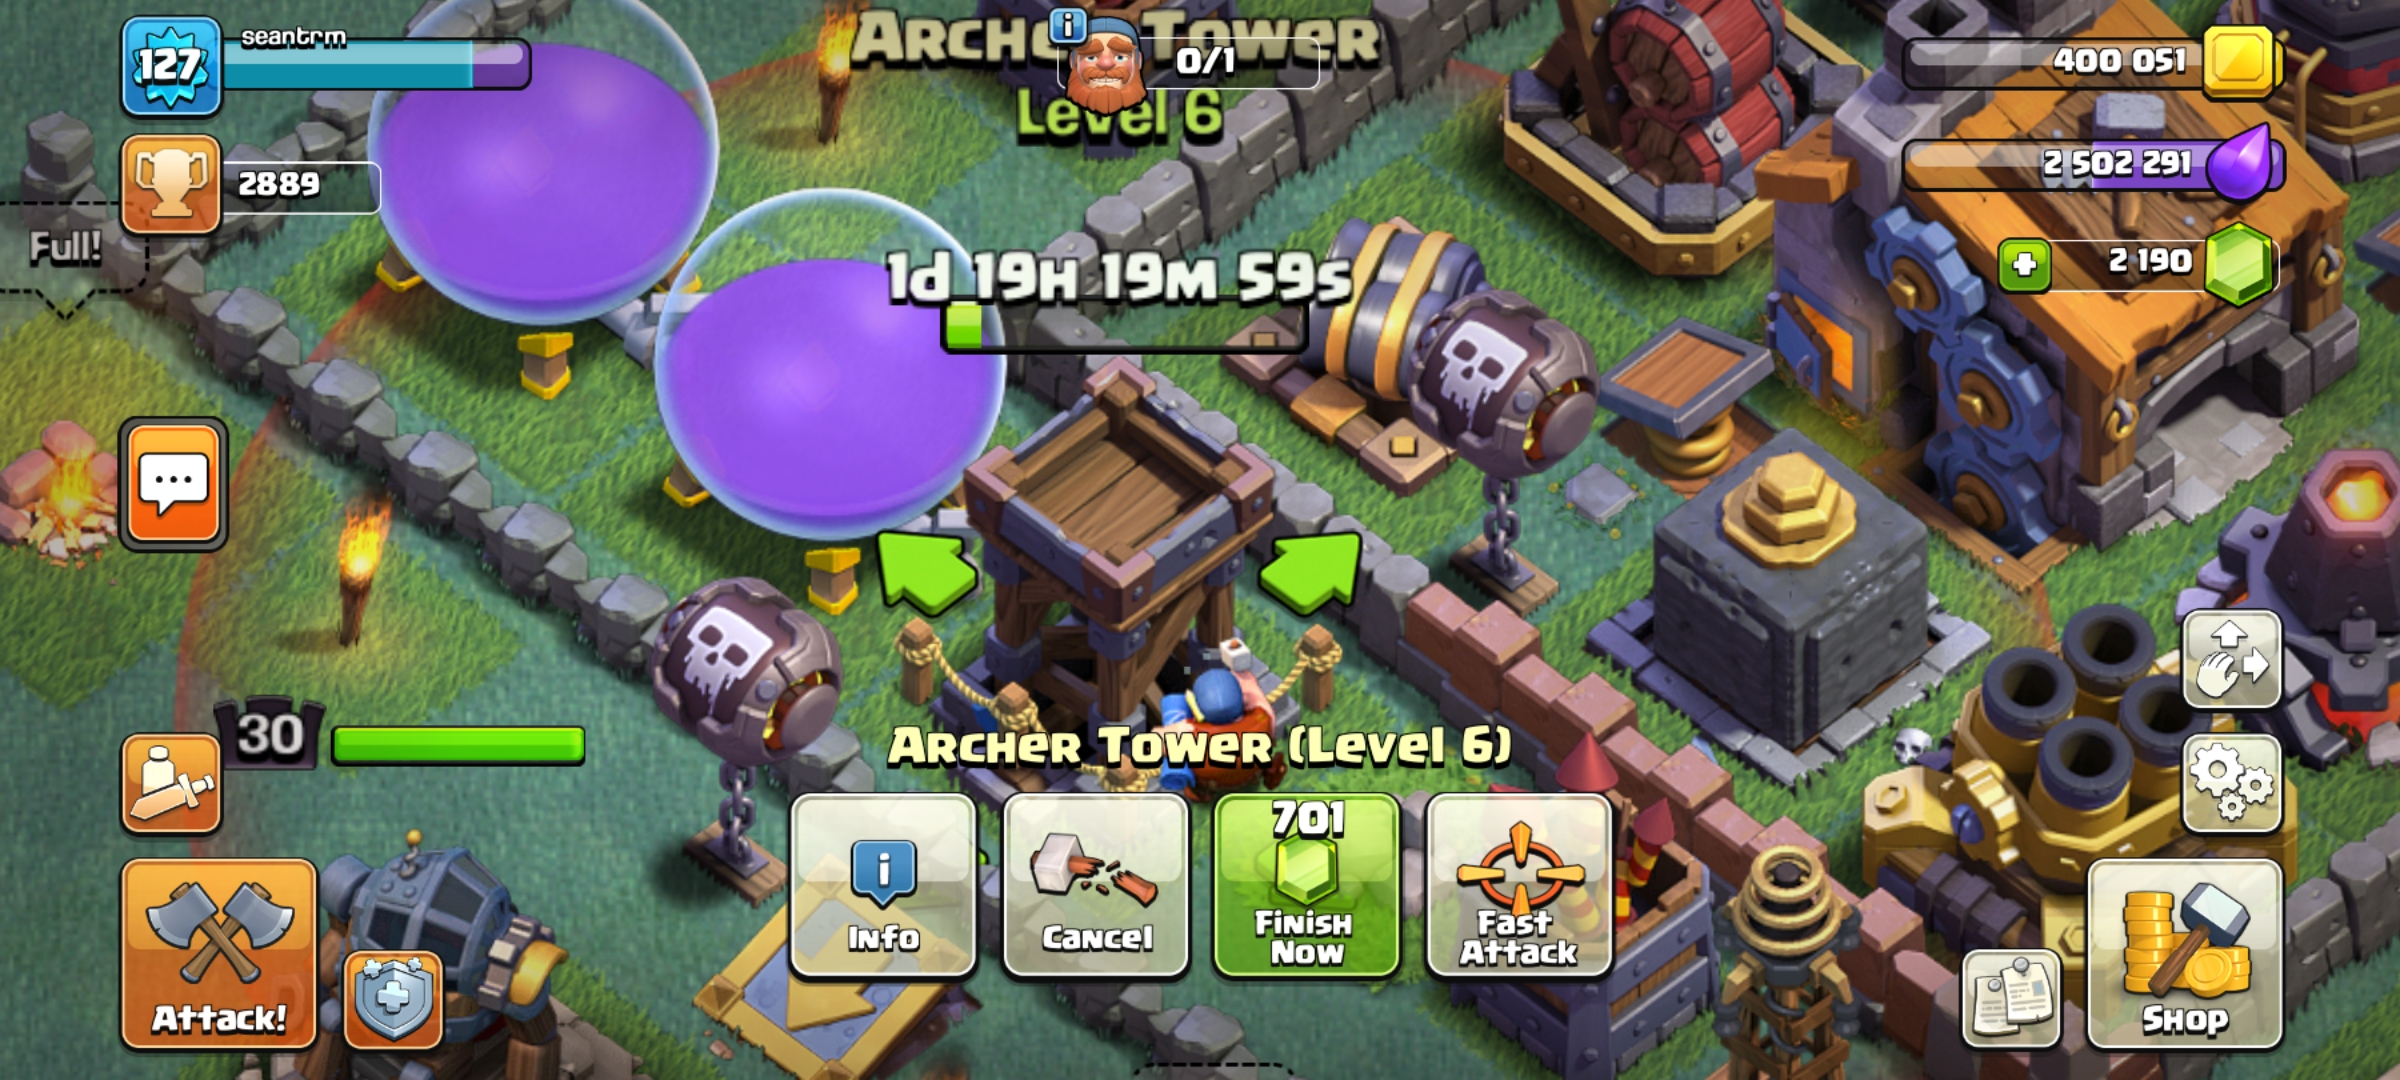 127
seantrm
Archer Tower
0/1
400 051
Level 6
2889
2 502 291
Full!
2 190
1d 19H 19M 59s
30
Archer Tower (Level 6)
701
Info
Cancel
Finish
Now
Fast
Attack
Attack!
Shop